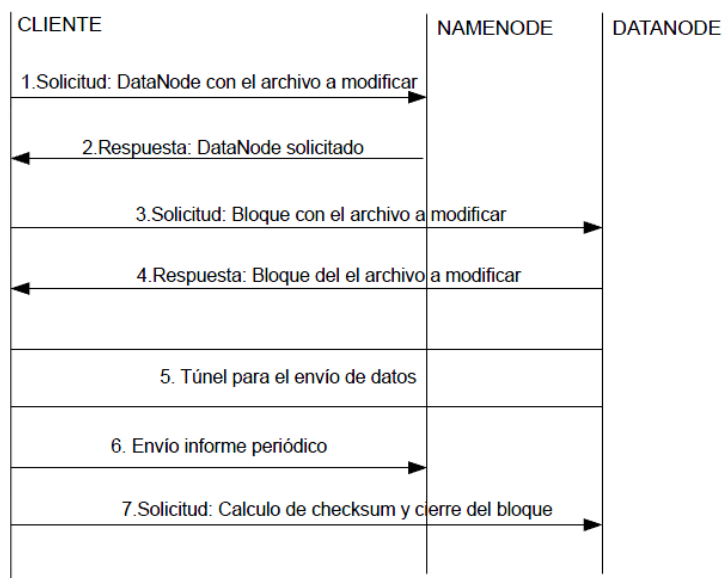 CLIENTE
NAMENODE
DATANODE
1.Solicitud: DataNode con el archivo a modificar
2.Respuesta: DataNode solicitado
3.Solicitud: Bloque con el archivo a modificar
4.Respuesta: Bloque del el archivo a modificar
5. Túnel para el envío de datos
6. Envío informe periódico
7.Solicitud: Calculo de checksum y cierre del bloque